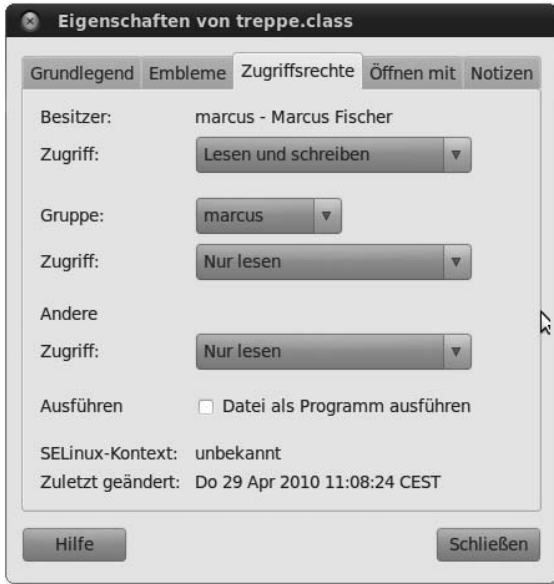 Eigenschaften von treppe.class
Grundlegend Embleme Zugriffsrechte Öffnen mit Notizen
Besitzer: marcus - Marcus Fischer
Zugriff: Lesen und schreiben
Gruppe: marcus
Zugriff: Nur lesen
Andere
Zugriff: Nur lesen
Ausführen Datei als Programm ausführen
SELinux-Kontext: unbekannt
Zuletzt geändert: Do 29 Apr 2010 11:08:24 CEST
Hilfe Schließen